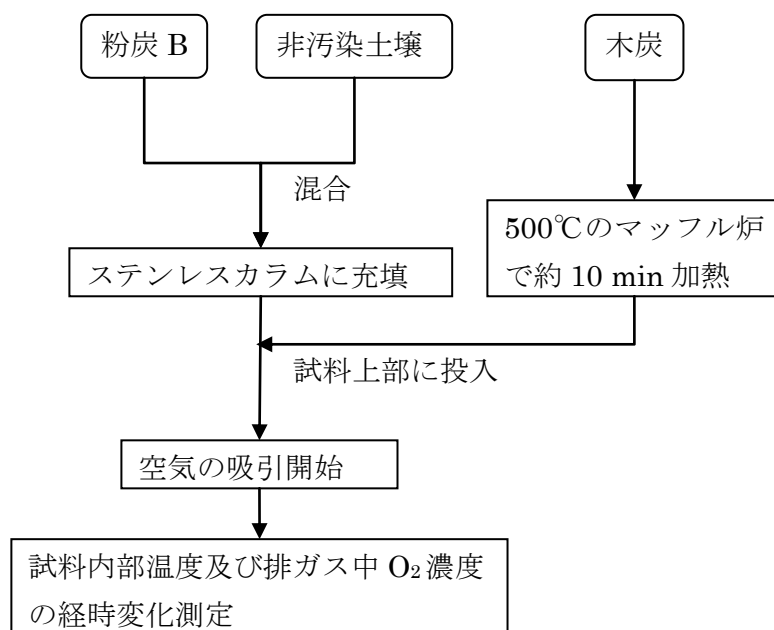 粉炭 B
非汚染土壌
木炭
混合
500℃のマッフル炉
で約 10 min 加熱
ステンレスカラムに充填
試料上部に投入
空気の吸引開始
試料内部温度及び排ガス中 O₂濃度
の経時変化測定